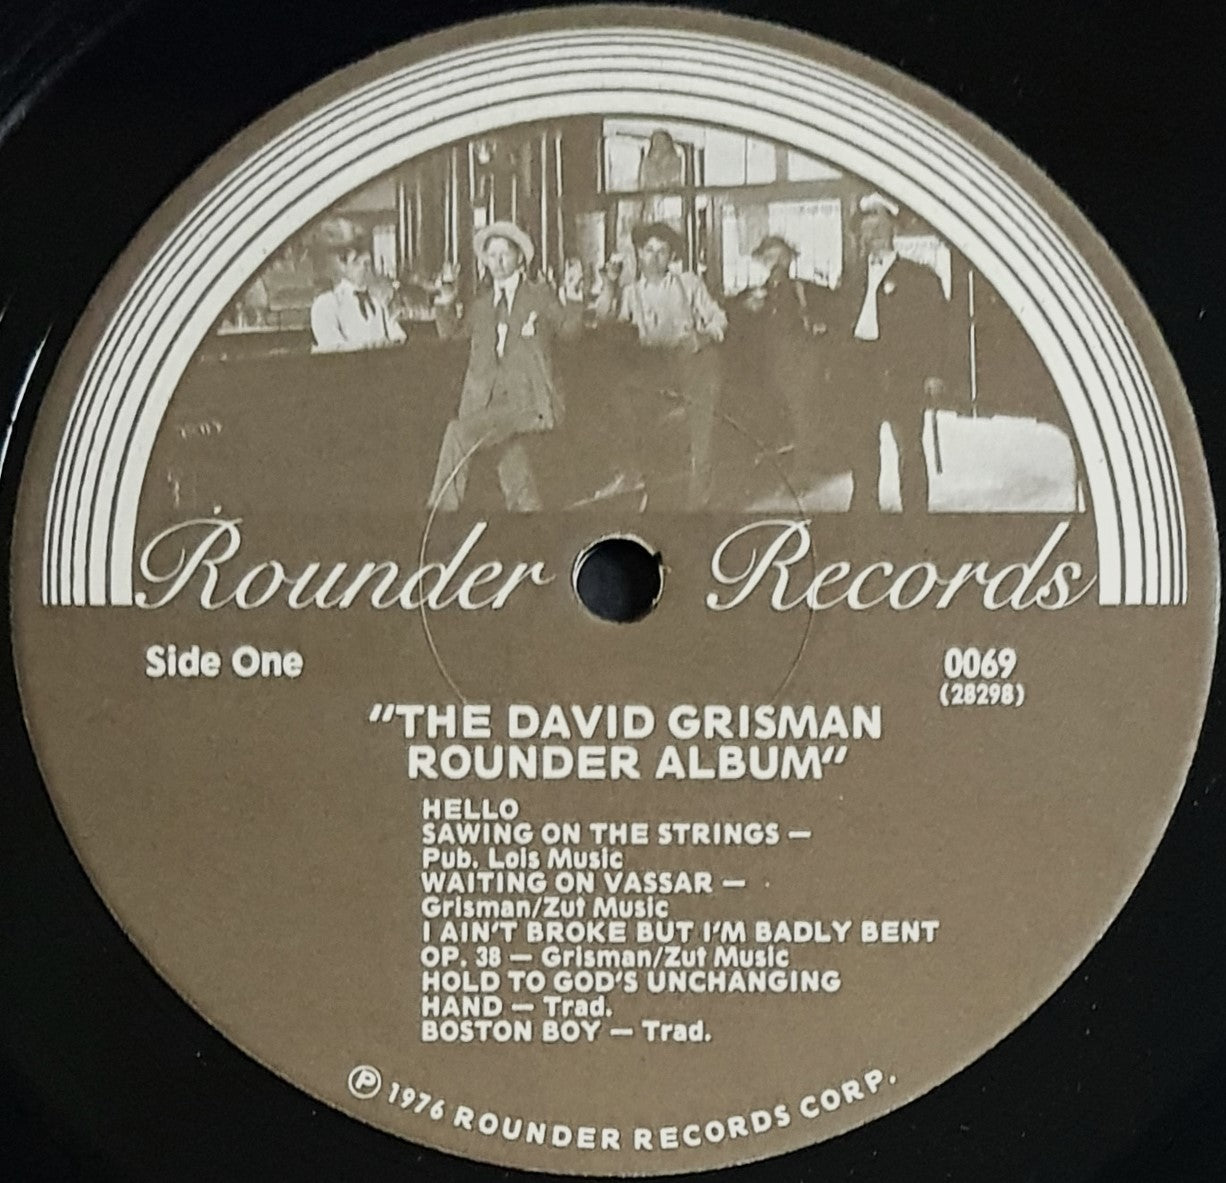 Rounder Records
Side One
0069
(28298)
"THE DAVID GRISMAN
ROUNDER ALBUM"
HELLO
SAWING ON THE STRINGS —
Pub. Lois Music
WAITING ON VASSAR —
Grisman/Zut Music
I AIN'T BROKE BUT I'M BADLY BENT
OP. 38 — Grisman/Zut Music
HOLD TO GOD'S UNCHANGING
HAND — Trad.
BOSTON BOY — Trad.
Ⓟ 1976 ROUNDER RECORDS CORP.